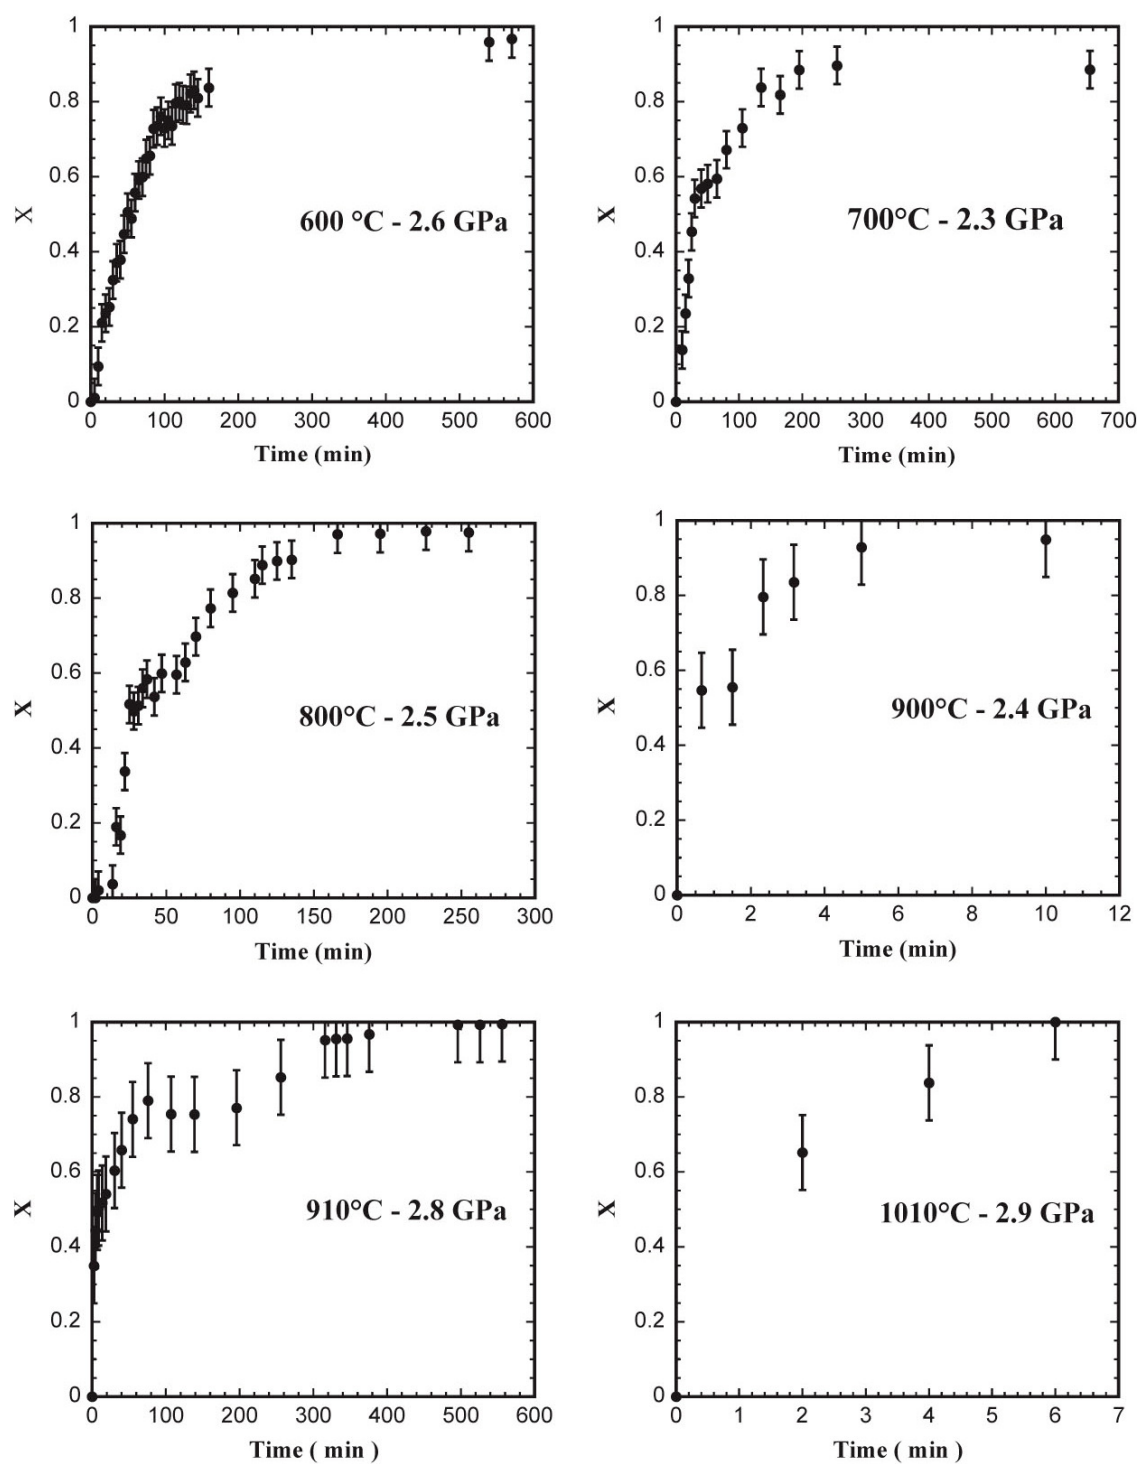 1
0.8
0.6
0.4
0.2
0
X
600 °C - 2.6 GPa
0 100 200 300 400 500 600
Time (min)
1
0.8
0.6
0.4
0.2
0
X
700°C - 2.3 GPa
0 100 200 300 400 500 600 700
Time (min)
1
0.8
0.6
0.4
0.2
0
X
800°C - 2.5 GPa
0 50 100 150 200 250 300
Time (min)
1
0.8
0.6
0.4
0.2
0
X
900°C - 2.4 GPa
0 2 4 6 8 10 12
Time (min)
1
0.8
0.6
0.4
0.2
0
X
910°C - 2.8 GPa
0 100 200 300 400 500 600
Time ( min )
1
0.8
0.6
0.4
0.2
0
X
1010°C - 2.9 GPa
0 1 2 3 4 5 6 7
Time ( min )